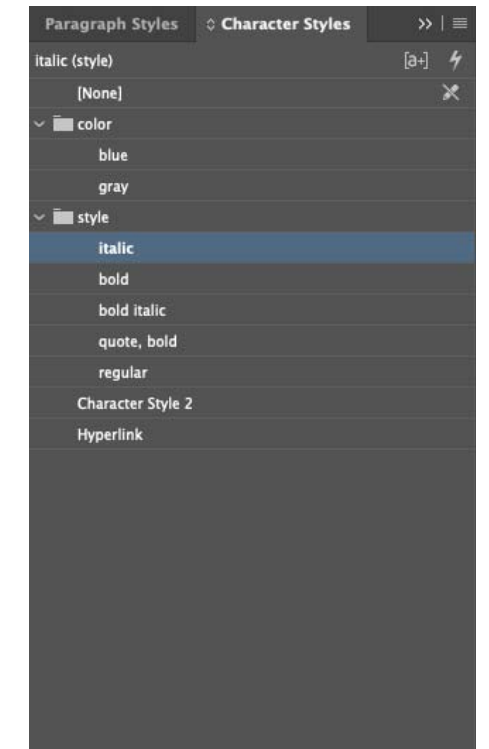 Paragraph Styles Character Styles
italic (style) [a+]
[None]
color
blue
gray
style
italic
bold
bold italic
quote, bold
regular
Character Style 2
Hyperlink